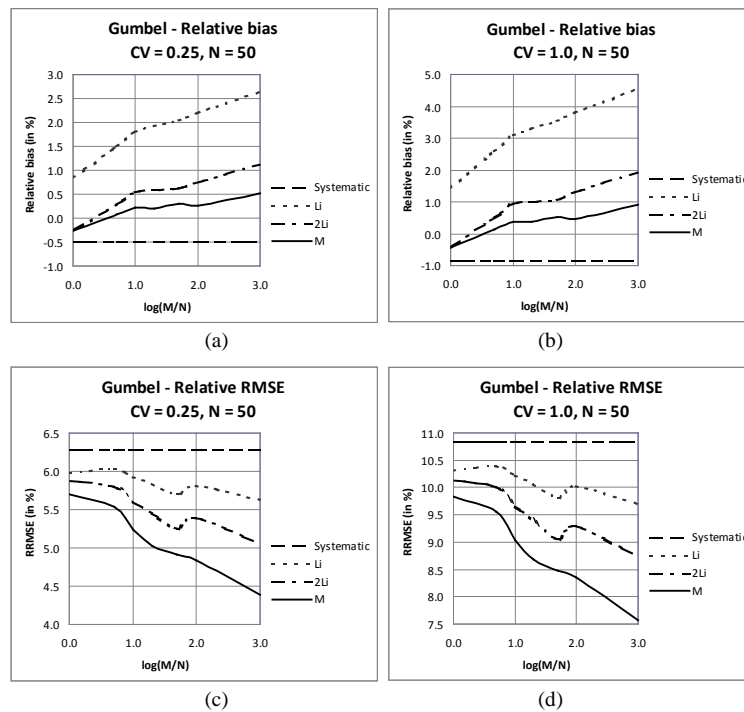 Gumbel - Relative bias
CV = 0.25, N = 50
Relative bias (in %)
3.0
2.5
2.0
1.5
1.0
0.5
0.0
-0.5
-1.0
0.0 1.0 2.0 3.0
log(M/N)
Systematic
Li
2Li
M
(a)
Gumbel - Relative bias
CV = 1.0, N = 50
Relative bias (in %)
5.0
4.0
3.0
2.0
1.0
0.0
-1.0
0.0 1.0 2.0 3.0
log(M/N)
Systematic
Li
2Li
M
(b)
Gumbel - Relative RMSE
CV = 0.25, N = 50
RRMSE (in %)
6.5
6.0
5.5
5.0
4.5
4.0
0.0 1.0 2.0 3.0
log(M/N)
Systematic
Li
2Li
M
(c)
Gumbel - Relative RMSE
CV = 1.0, N = 50
RRMSE (in %)
11.0
10.5
10.0
9.5
9.0
8.5
8.0
7.5
0.0 1.0 2.0 3.0
log(M/N)
Systematic
Li
2Li
M
(d)